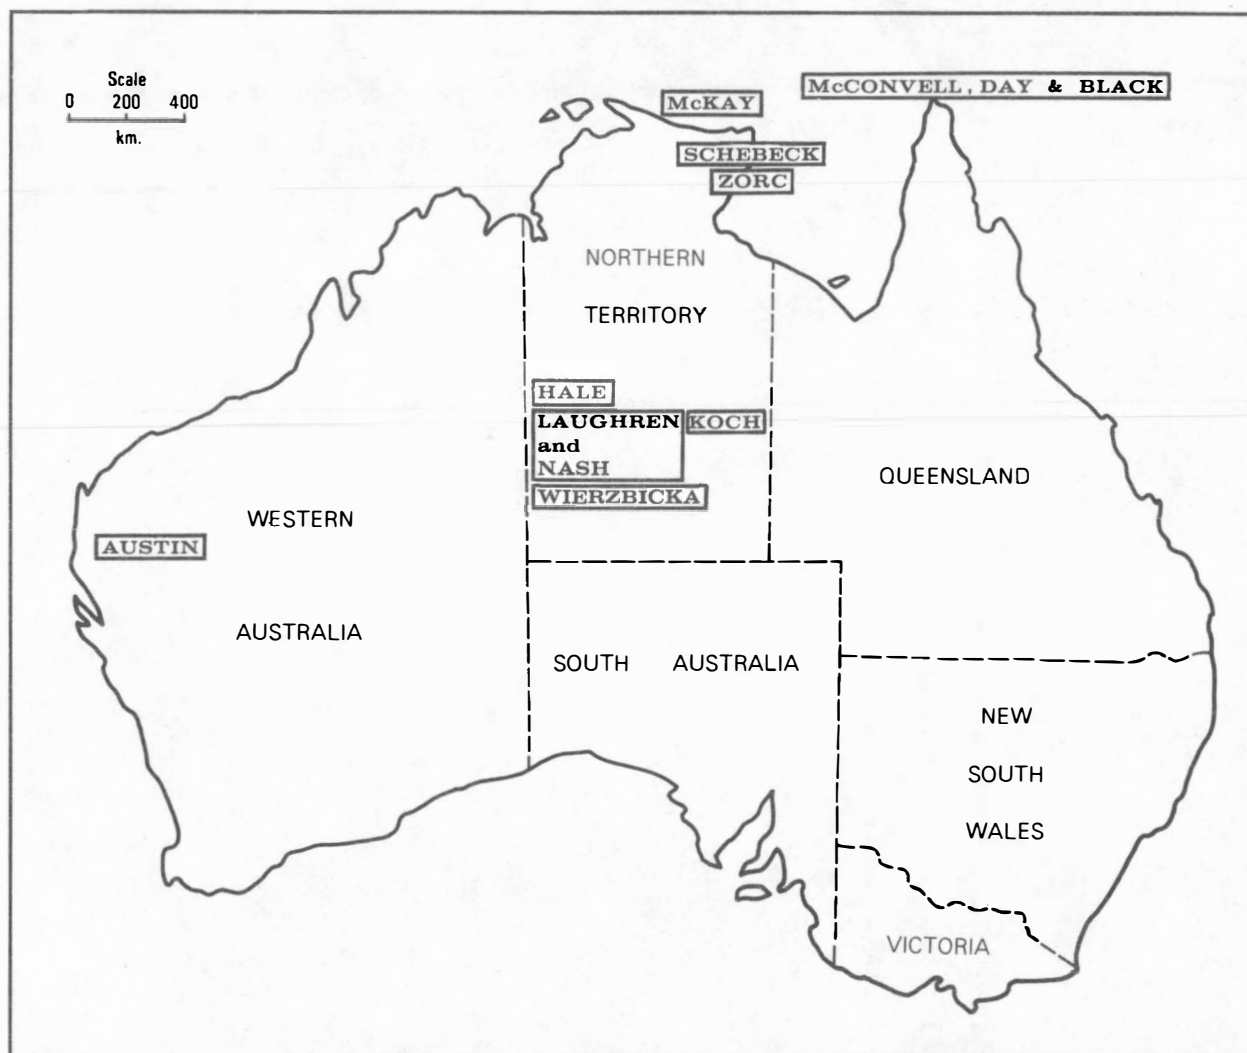 Scale
0 200 400
km.
McCONVELL, DAY & BLACK
McKAY
SCHEBECK
ZORC
NORTHERN
TERRITORY
HALE
LAUGHREN
and
NASH
KOCH
WIERZBICKA
QUEENSLAND
WESTERN
AUSTIN
AUSTRALIA
SOUTH AUSTRALIA
NEW
SOUTH
WALES
VICTORIA